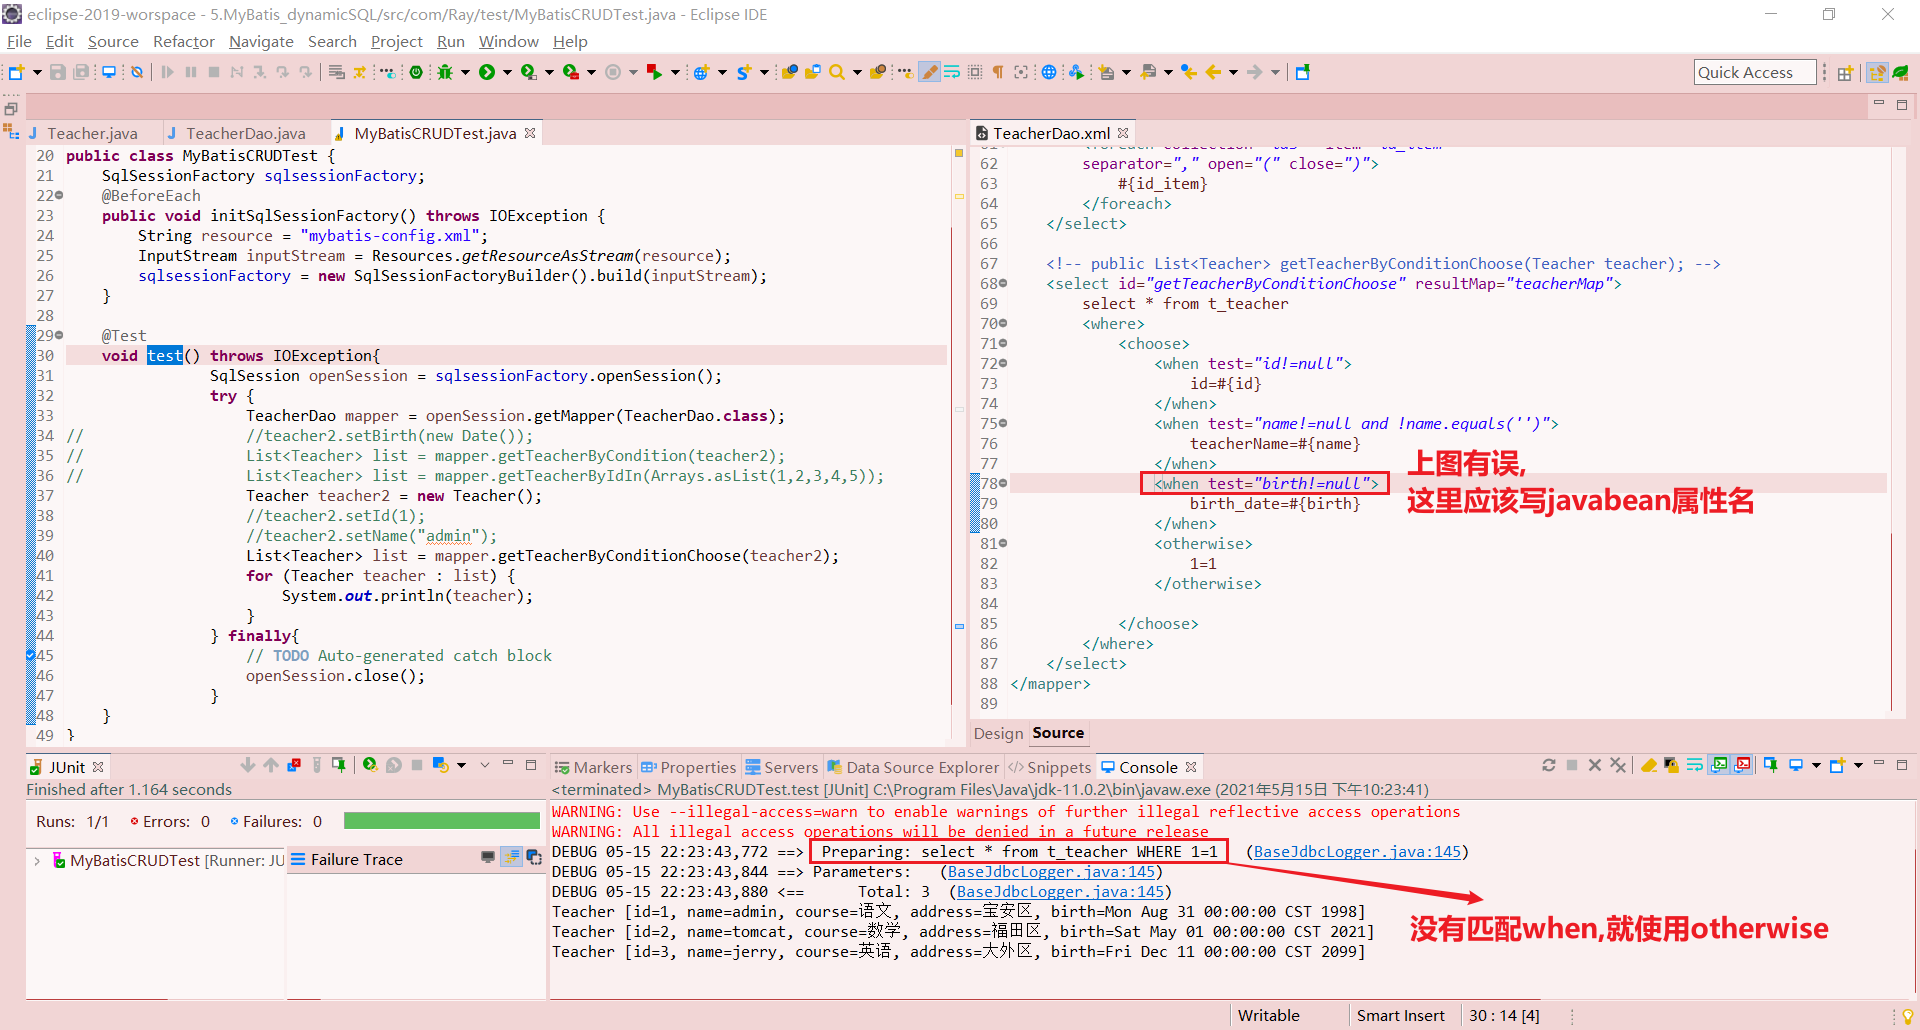 eclipse-2019-worspace - 5.MyBatis_dynamicSQL/src/com/Ray/test/MyBatisCRUDTest.java - Eclipse IDE
File Edit Source Refactor Navigate Search Project Run Window Help
Quick Access
Teacher.java TeacherDao.java MyBatisCRUDTest.java
20 public class MyBatisCRUDTest {
21     SqlSessionFactory sqlsessionFactory;
22     @BeforeEach
23     public void initSqlSessionFactory() throws IOException {
24         String resource = "mybatis-config.xml";
25         InputStream inputStream = Resources.getResourceAsStream(resource);
26         sqlsessionFactory = new SqlSessionFactoryBuilder().build(inputStream);
27     }
28
29     @Test
30     void test() throws IOException{
31                 SqlSession openSession = sqlsessionFactory.openSession();
32                 try {
33                     TeacherDao mapper = openSession.getMapper(TeacherDao.class);
34 //                  //teacher2.setBirth(new Date());
35 //                  List<Teacher> list = mapper.getTeacherByCondition(teacher2);
36 //                  List<Teacher> list = mapper.getTeacherByIdIn(Arrays.asList(1,2,3,4,5));
37                     Teacher teacher2 = new Teacher();
38                     //teacher2.setId(1);
39                     //teacher2.setName("admin");
40                     List<Teacher> list = mapper.getTeacherByConditionChoose(teacher2);
41                     for (Teacher teacher : list) {
42                         System.out.println(teacher);
43                     }
44                 } finally{
45                     // TODO Auto-generated catch block
46                     openSession.close();
47                 }
48     }
49 }
TeacherDao.xml
62         separator="," open="(" close=")">
63             #{id_item}
64         </foreach>
65     </select>
66
67     <!-- public List<Teacher> getTeacherByConditionChoose(Teacher teacher); -->
68     <select id="getTeacherByConditionChoose" resultMap="teacherMap">
69         select * from t_teacher
70         <where>
71             <choose>
72                 <when test="id!=null">
73                     id=#{id}
74                 </when>
75                 <when test="name!=null and !name.equals('')">
76                     teacherName=#{name}
77                 </when>
78                 <when test="birth!=null">
79                     birth_date=#{birth}
80                 </when>
81                 <otherwise>
82                     1=1
83                 </otherwise>
84
85             </choose>
86         </where>
87     </select>
88 </mapper>
89
上图有误,
这里应该写javabean属性名
Design Source
JUnit
Finished after 1.164 seconds
Runs: 1/1 Errors: 0 Failures: 0
MyBatisCRUDTest [Runner: JU
Failure Trace
Markers Properties Servers Data Source Explorer Snippets Console
<terminated> MyBatisCRUDTest.test [JUnit] C:\Program Files\Java\jdk-11.0.2\bin\javaw.exe (2021年5月15日 下午10:23:41)
WARNING: Use --illegal-access=warn to enable warnings of further illegal reflective access operations
WARNING: All illegal access operations will be denied in a future release
DEBUG 05-15 22:23:43,772 ==>  Preparing: select * from t_teacher WHERE 1=1   (BaseJdbcLogger.java:145)
DEBUG 05-15 22:23:43,844 ==> Parameters:   (BaseJdbcLogger.java:145)
DEBUG 05-15 22:23:43,880 <==      Total: 3  (BaseJdbcLogger.java:145)
Teacher [id=1, name=admin, course=语文, address=宝安区, birth=Mon Aug 31 00:00:00 CST 1998]
Teacher [id=2, name=tomcat, course=数学, address=福田区, birth=Sat May 01 00:00:00 CST 2021]
Teacher [id=3, name=jerry, course=英语, address=大外区, birth=Fri Dec 11 00:00:00 CST 2099]
没有匹配when,就使用otherwise
Writable Smart Insert 30 : 14 [4]